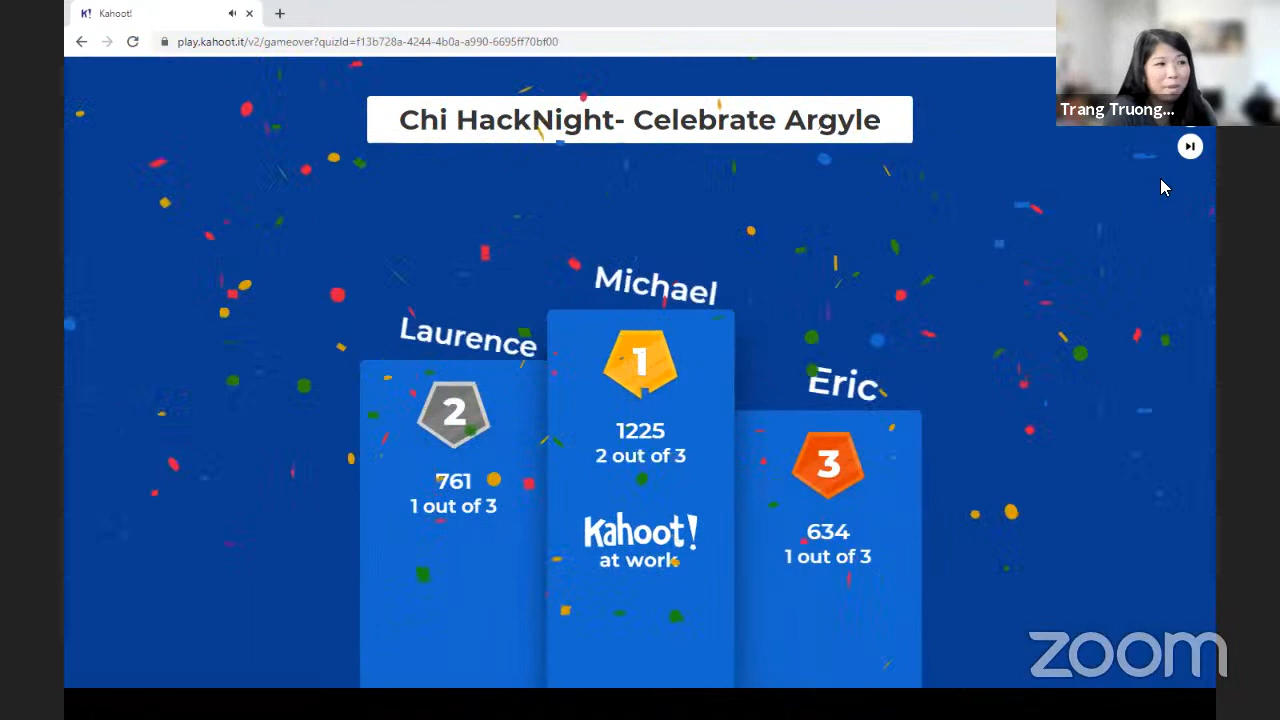 K! Kahoot!
play.kahoot.it/v2/gameover?quizId=f13b728a-4244-4b0a-a990-6695ff70bf00
Trang Truong...
Chi HackNight- Celebrate Argyle
Michael
Laurence
Eric
1
1225
2 out of 3
2
761
1 out of 3
3
634
1 out of 3
Kahoot!
at work
zoom